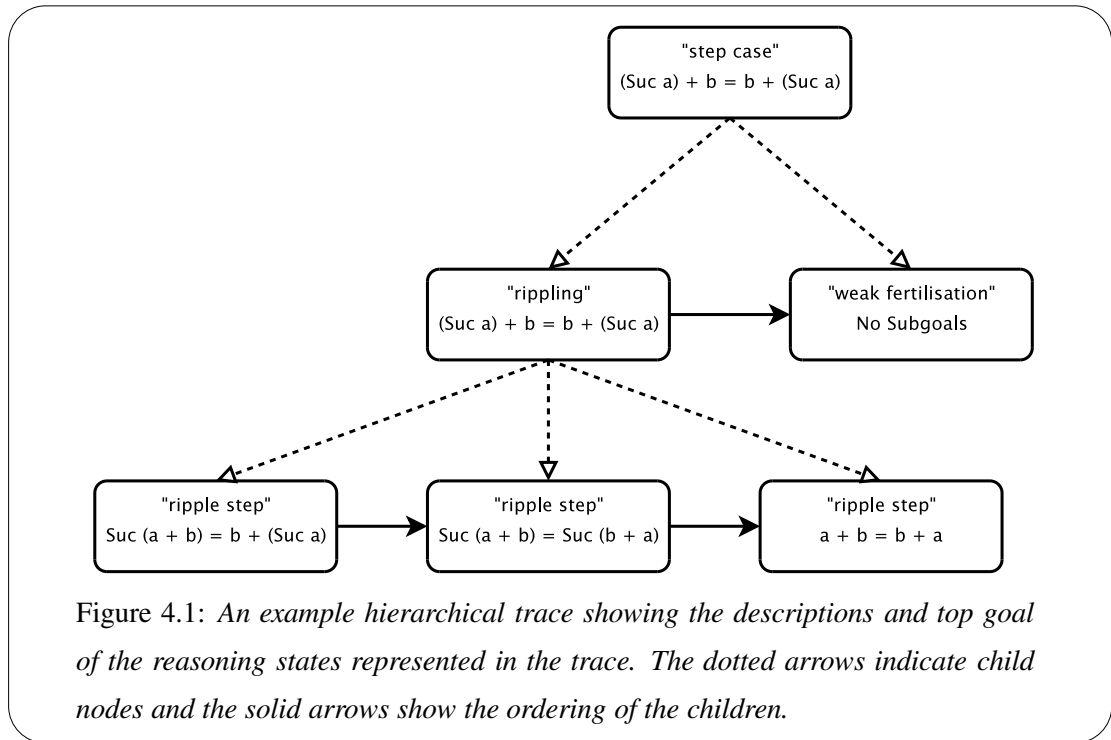 "step case"
(Suc a) + b = b + (Suc a)
"rippling"
(Suc a) + b = b + (Suc a)
"weak fertilisation"
No Subgoals
"ripple step"
Suc (a + b) = b + (Suc a)
"ripple step"
Suc (a + b) = Suc (b + a)
"ripple step"
a + b = b + a
Figure 4.1: An example hierarchical trace showing the descriptions and top goal
of the reasoning states represented in the trace. The dotted arrows indicate child
nodes and the solid arrows show the ordering of the children.